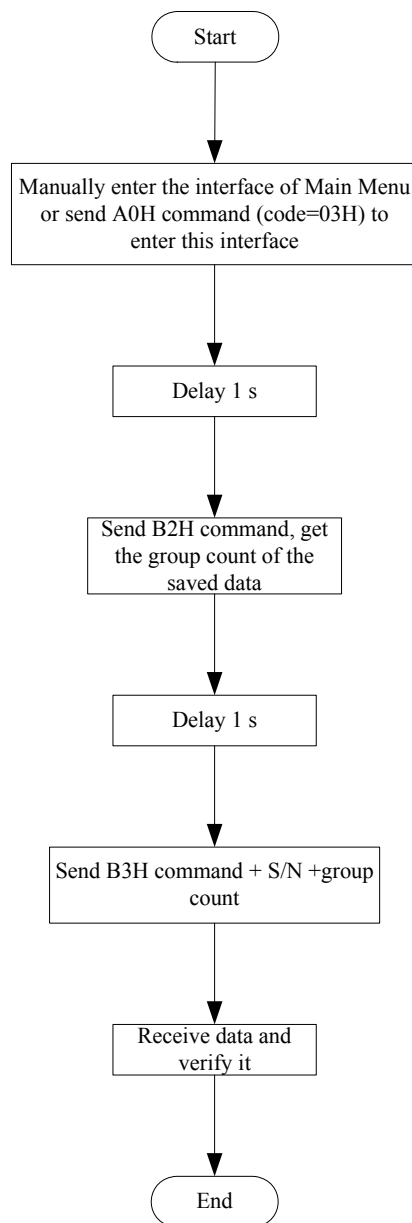 Start
Manually enter the interface of Main Menu
or send A0H command (code=03H) to
enter this interface
Delay 1 s
Send B2H command, get
the group count of the
saved data
Delay 1 s
Send B3H command + S/N +group
count
Receive data and
verify it
End